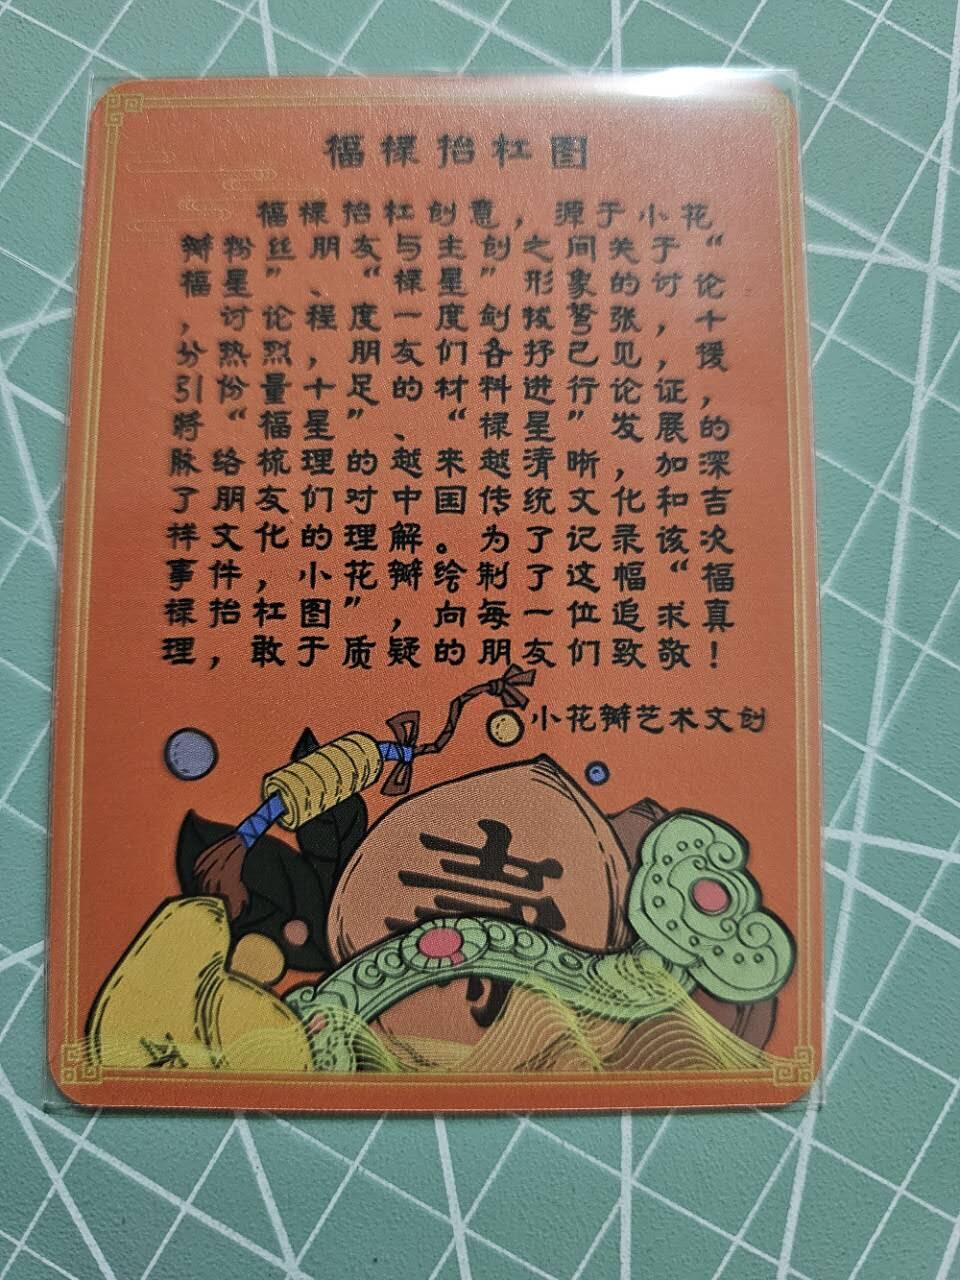 福禄抬杠图
福禄抬杠创意，源于小花
瓣粉丝朋友与主创之间关于“
福星”、“禄星”形象的讨论
，讨论程度一度剑拔弩张，十
分热烈，朋友们各抒己见，援
引份量十足的材料进行论证，
将“福星”、“禄星”发展的
脉络梳理的越来越清晰，加深
了朋友们对中国传统文化和吉
祥文化的理解。为了记录该次
事件，小花瓣绘制了这幅“福
禄抬杠图”，向每一位追求真
理，敢于质疑的朋友们致敬！
小花瓣艺术文创